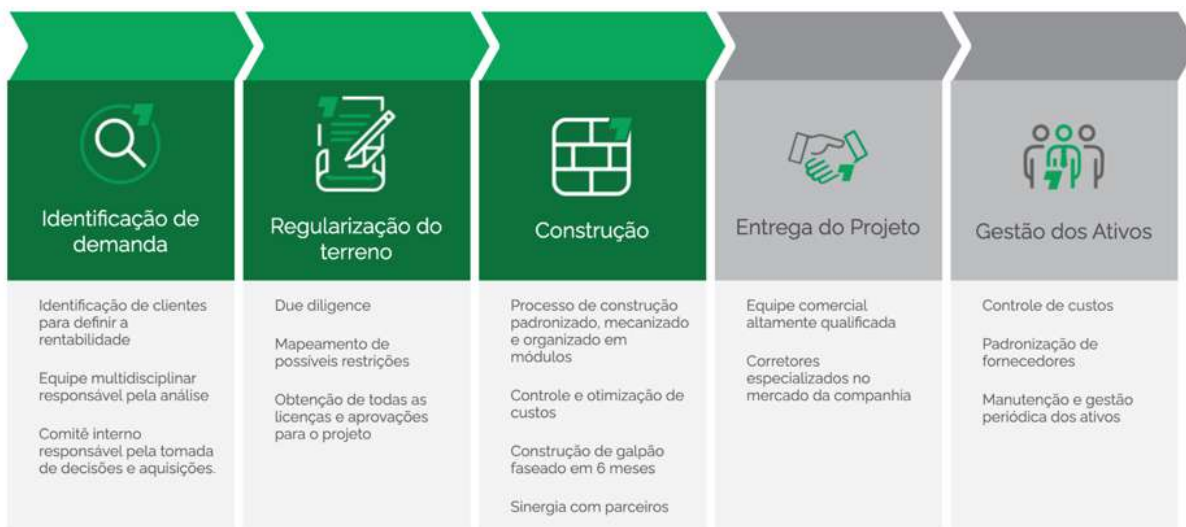 Identificação de
demanda
Identificação de clientes
para definir a
rentabilidade
Equipe multidisciplinar
responsável pela análise
Comitê interno
responsável pela tomada
de decisões e aquisições.
Regularização do
terreno
Due diligence
Mapeamento de
possíveis restrições
Obtenção de todas as
licenças e aprovações
para o projeto
Construção
Processo de construção
padronizado, mecanizado
e organizado em
módulos
Controle e otimização de
custos
Construção de galpão
faseado em 6 meses
Sinergia com parceiros
Entrega do Projeto
Equipe comercial
altamente qualificada
Corretores
especializados no
mercado da companhia
Gestão dos Ativos
Controle de custos
Padronização de
fornecedores
Manutenção e gestão
periódica dos ativos